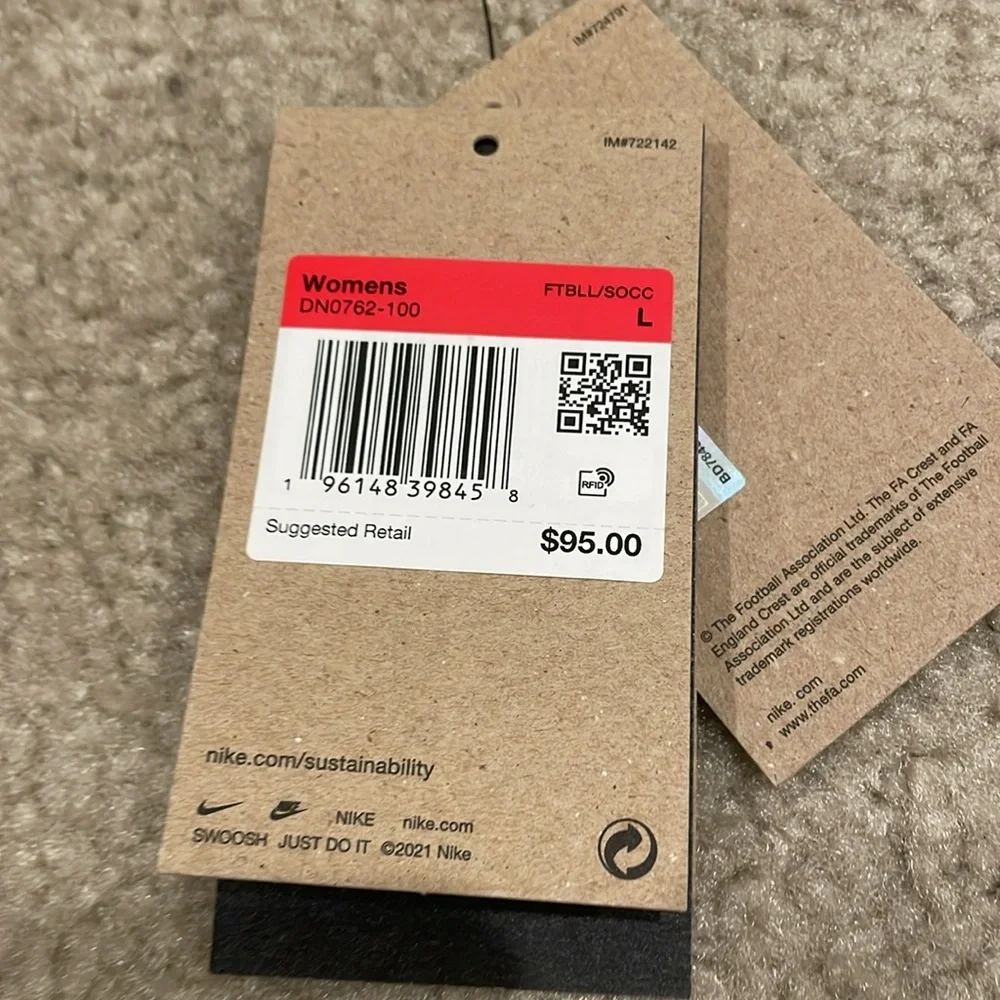 IM#724791
IM#722142
Womens
FTBLL/SOCC
DN0762-100
L
1 96148 39845 8
RFID
Suggested Retail
$95.00
nike.com/sustainability
NIKE nike.com
SWOOSH JUST DO IT ©2021 Nike
© The Football Association Ltd. The FA Crest and FA
England Crest are official trademarks of The Football
Association Ltd and are the subject of extensive
trademark registrations worldwide.
nike.com
www.thefa.com